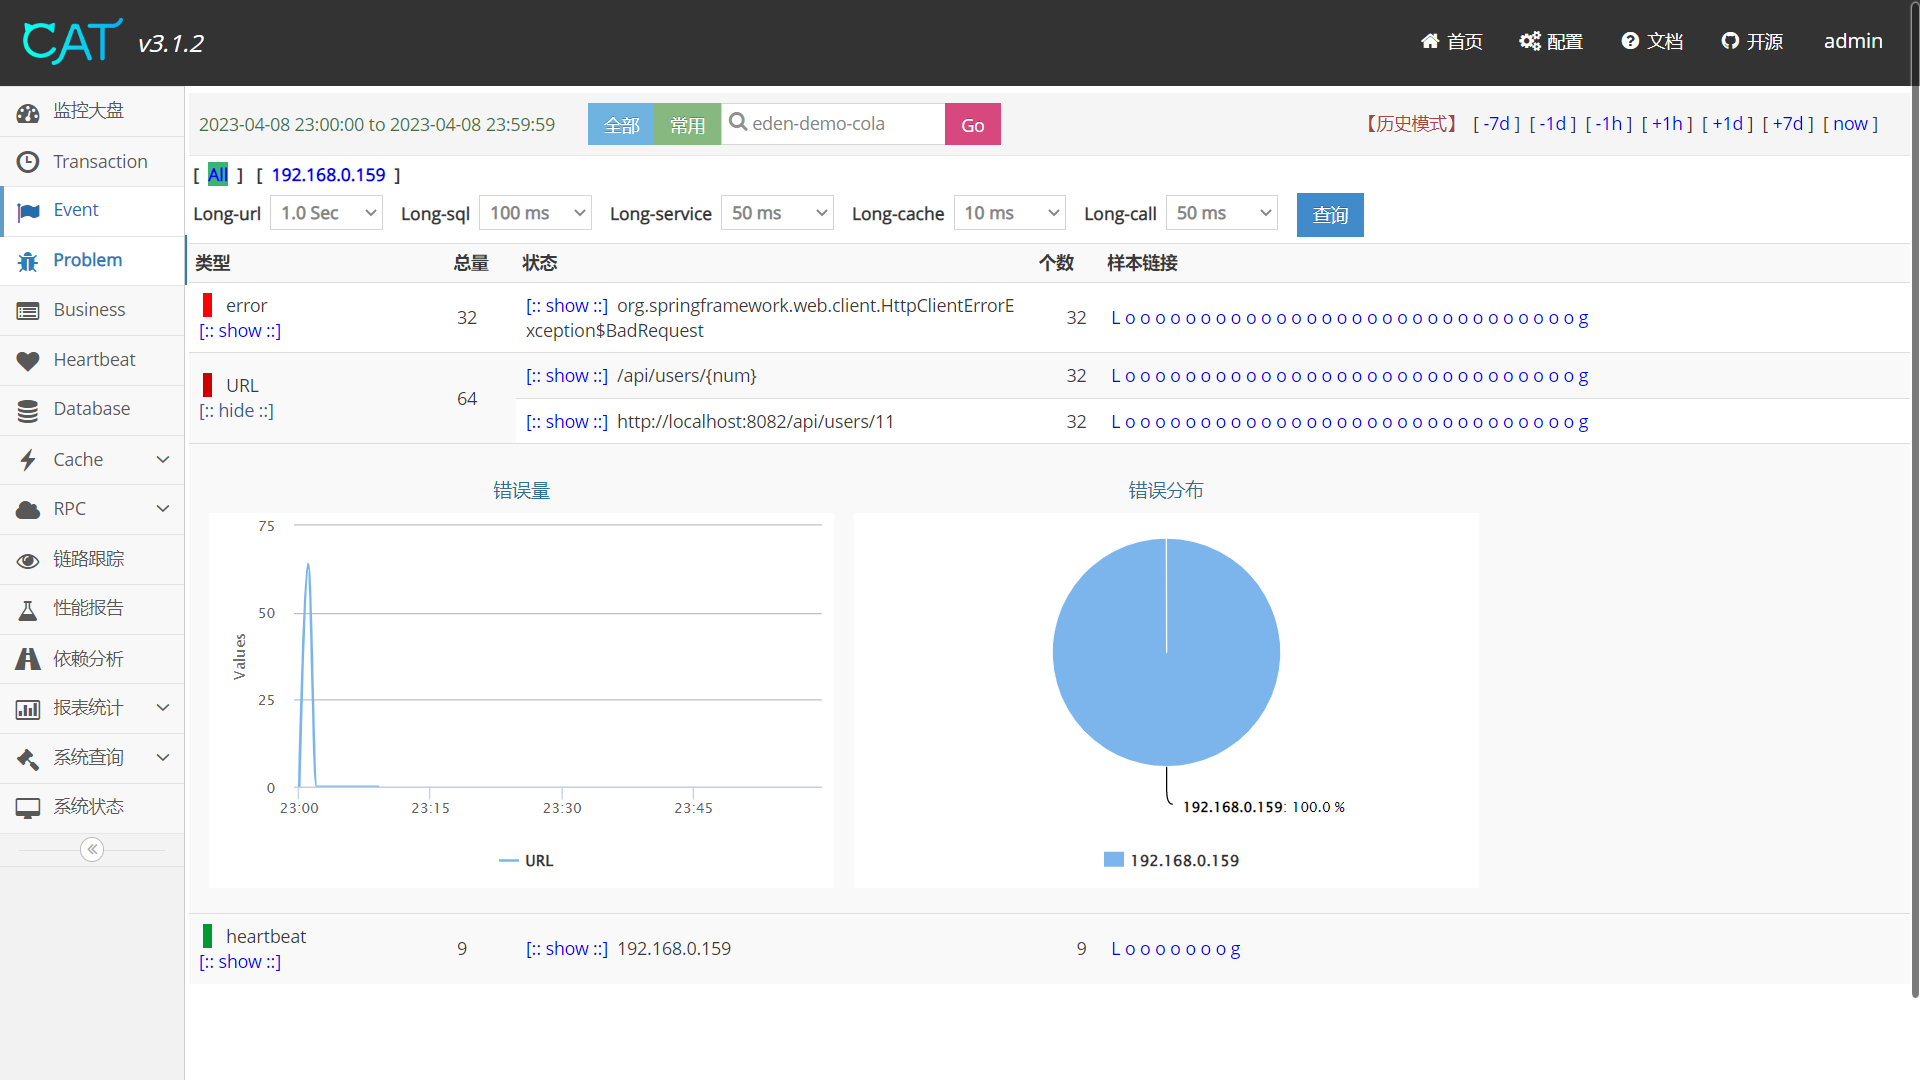 CAT v3.1.2 首页 配置 文档 开源 admin
监控大盘
Transaction
Event
Problem
Business
Heartbeat
Database
Cache
RPC
链路跟踪
性能报告
依赖分析
报表统计
系统查询
系统状态
2023-04-08 23:00:00 to 2023-04-08 23:59:59 全部 常用 eden-demo-cola Go 【历史模式】 [ -7d ] [ -1d ] [ -1h ] [ +1h ] [ +1d ] [ +7d ] [ now ]
[ All ] [ 192.168.0.159 ]
Long-url 1.0 Sec Long-sql 100 ms Long-service 50 ms Long-cache 10 ms Long-call 50 ms 查询
类型 总量 状态 个数 样本链接
error
[:: show ::]
32
[:: show ::] org.springframework.web.client.HttpClientErrorE
xception$BadRequest
32 L o o o o o o o o o o o o o o o o o o o o o o o o o o o o o o g
URL
[:: hide ::]
64
[:: show ::] /api/users/{num} 32 L o o o o o o o o o o o o o o o o o o o o o o o o o o o o o o g
[:: show ::] http://localhost:8082/api/users/11 32 L o o o o o o o o o o o o o o o o o o o o o o o o o o o o o o g
错误量
75
50
25
0
Values
23:00 23:15 23:30 23:45
URL
错误分布
192.168.0.159: 100.0 %
192.168.0.159
heartbeat
[:: show ::]
9
[:: show ::] 192.168.0.159 9 L o o o o o o o g